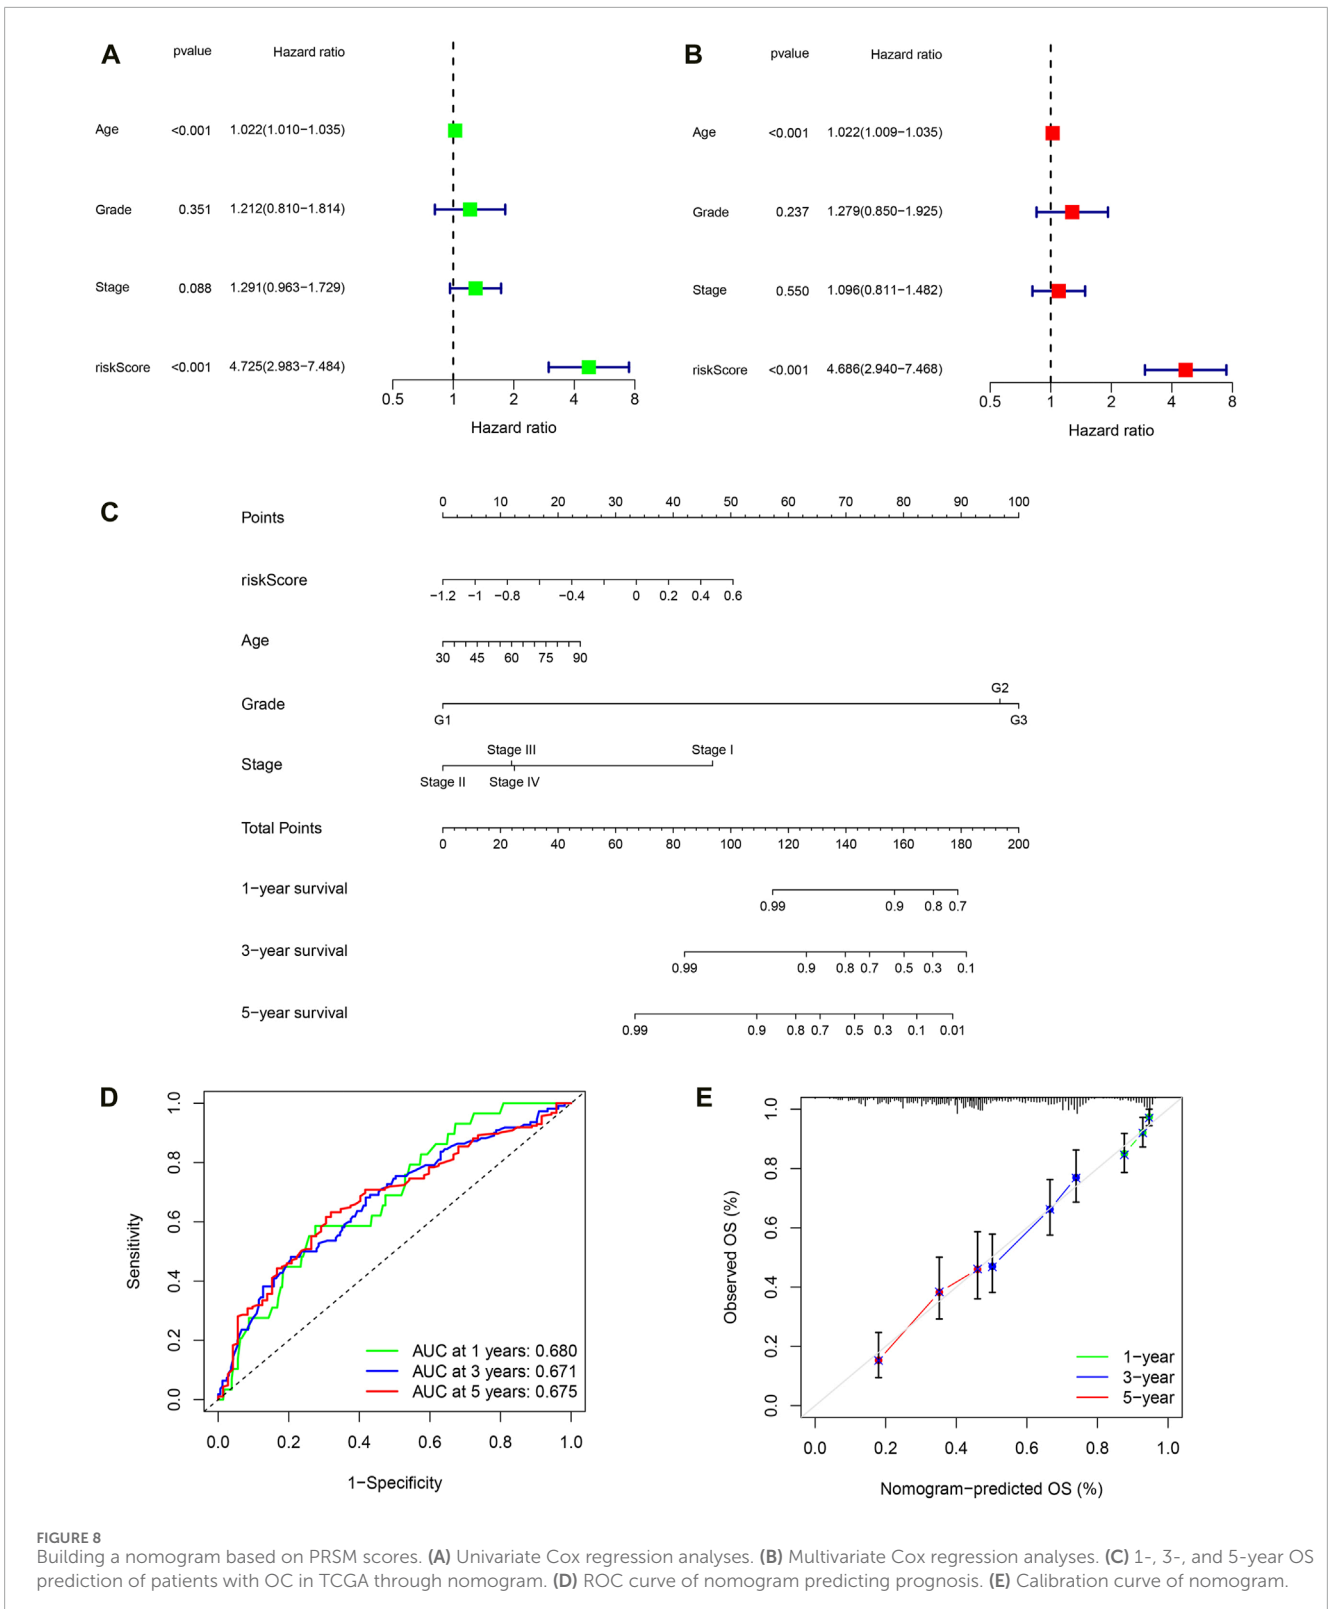 A pvalue Hazard ratio
Age <0.001 1.022(1.010−1.035)
Grade 0.351 1.212(0.810−1.814)
Stage 0.088 1.291(0.963−1.729)
riskScore <0.001 4.725(2.983−7.484)
0.5 1 2 4 8
Hazard ratio
B pvalue Hazard ratio
Age <0.001 1.022(1.009−1.035)
Grade 0.237 1.279(0.850−1.925)
Stage 0.550 1.096(0.811−1.482)
riskScore <0.001 4.686(2.940−7.468)
0.5 1 2 4 8
Hazard ratio
C
0 10 20 30 40 50 60 70 80 90 100
Points
riskScore
−1.2 −1 −0.8 −0.4 0 0.2 0.4 0.6
Age
30 45 60 75 90
G2
Grade
G1 G3
Stage III Stage I
Stage
Stage II Stage IV
Total Points
0 20 40 60 80 100 120 140 160 180 200
1−year survival
0.99 0.9 0.8 0.7
3−year survival
0.99 0.9 0.8 0.7 0.5 0.3 0.1
5−year survival
0.99 0.9 0.8 0.7 0.5 0.3 0.1 0.01
D
Sensitivity
0.0 0.2 0.4 0.6 0.8 1.0
AUC at 1 years: 0.680
AUC at 3 years: 0.671
AUC at 5 years: 0.675
0.0 0.2 0.4 0.6 0.8 1.0
1−Specificity
E
Observed OS (%)
0.0 0.2 0.4 0.6 0.8 1.0
1−year
3−year
5−year
0.0 0.2 0.4 0.6 0.8 1.0
Nomogram−predicted OS (%)
FIGURE 8
Building a nomogram based on PRSM scores. (A) Univariate Cox regression analyses. (B) Multivariate Cox regression analyses. (C) 1-, 3-, and 5-year OS
prediction of patients with OC in TCGA through nomogram. (D) ROC curve of nomogram predicting prognosis. (E) Calibration curve of nomogram.